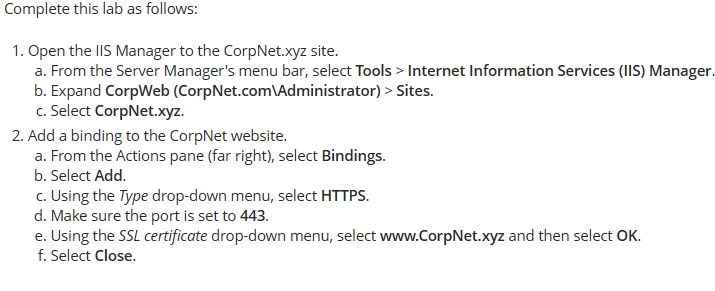 Complete this lab as follows:
1. Open the IIS Manager to the CorpNet.xyz site.
a. From the Server Manager's menu bar, select Tools > Internet Information Services (IIS) Manager.
b. Expand CorpWeb (CorpNet.com\Administrator) > Sites.
c. Select CorpNet.xyz.
2. Add a binding to the CorpNet website.
a. From the Actions pane (far right), select Bindings.
b. Select Add.
c. Using the Type drop-down menu, select HTTPS.
d. Make sure the port is set to 443.
e. Using the SSL certificate drop-down menu, select www.CorpNet.xyz and then select OK.
f. Select Close.